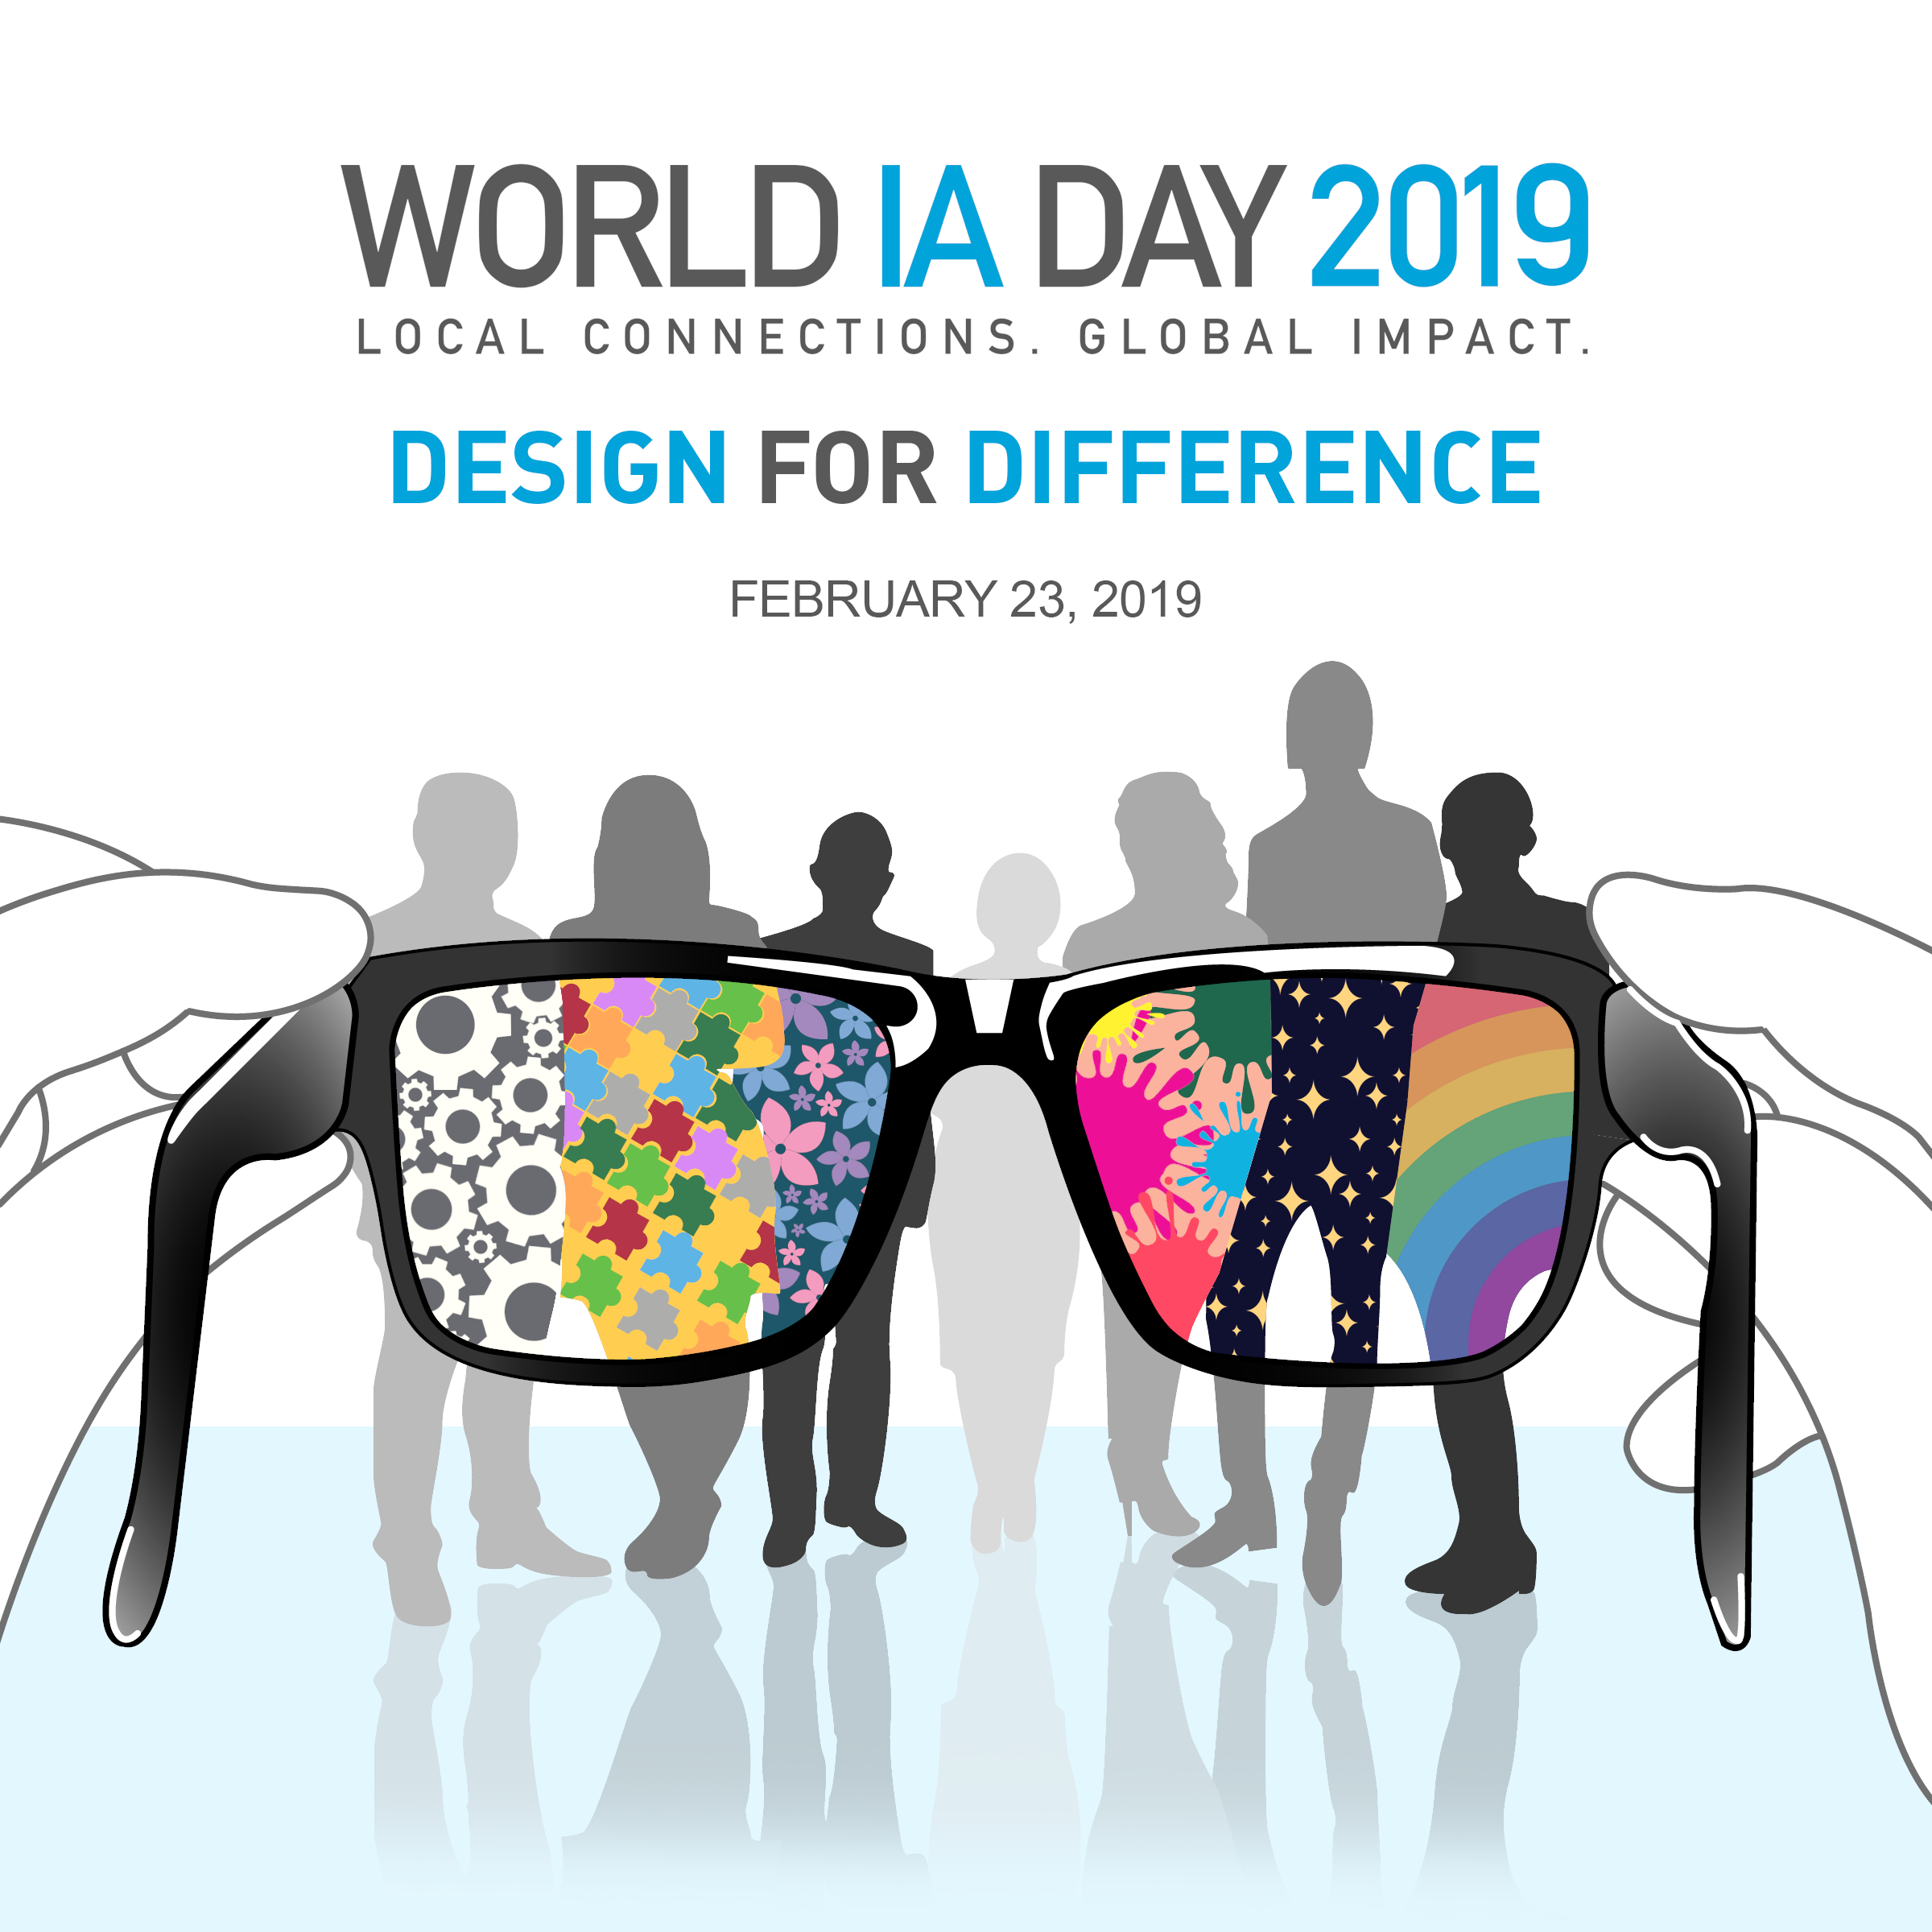 WORLD IA DAY 2019
LOCAL CONNECTIONS. GLOBAL IMPACT.
DESIGN FOR DIFFERENCE
FEBRUARY 23, 2019